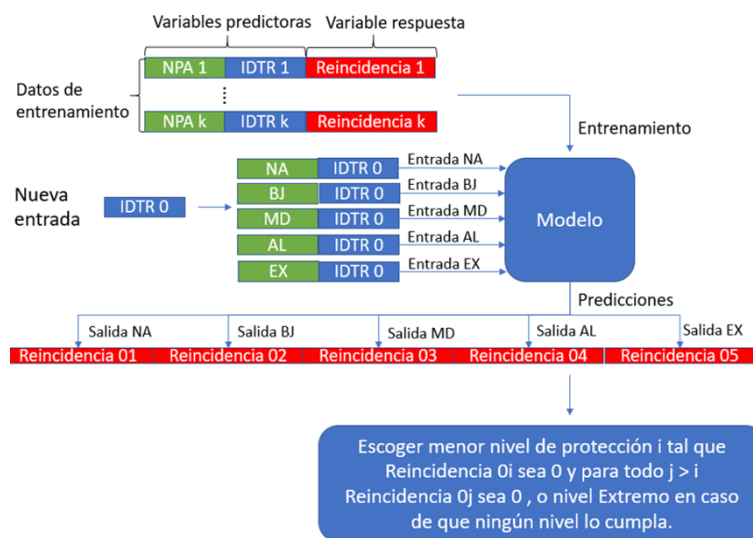 Variables predictoras Variable respuesta
NPA 1 IDTR 1 Reincidencia 1
Datos de
entrenamiento
NPA k IDTR k Reincidencia k
Entrenamiento
NA IDTR 0 Entrada NA
BJ IDTR 0 Entrada BJ
MD IDTR 0 Entrada MD
AL IDTR 0 Entrada AL
EX IDTR 0 Entrada EX
Nueva
entrada
IDTR 0
Modelo
Predicciones
Salida NA Salida BJ Salida MD Salida AL Salida EX
Reincidencia 01 Reincidencia 02 Reincidencia 03 Reincidencia 04 Reincidencia 05
Escoger menor nivel de protección i tal que
Reincidencia 0i sea 0 y para todo j > i
Reincidencia 0j sea 0 , o nivel Extremo en caso
de que ningún nivel lo cumpla.